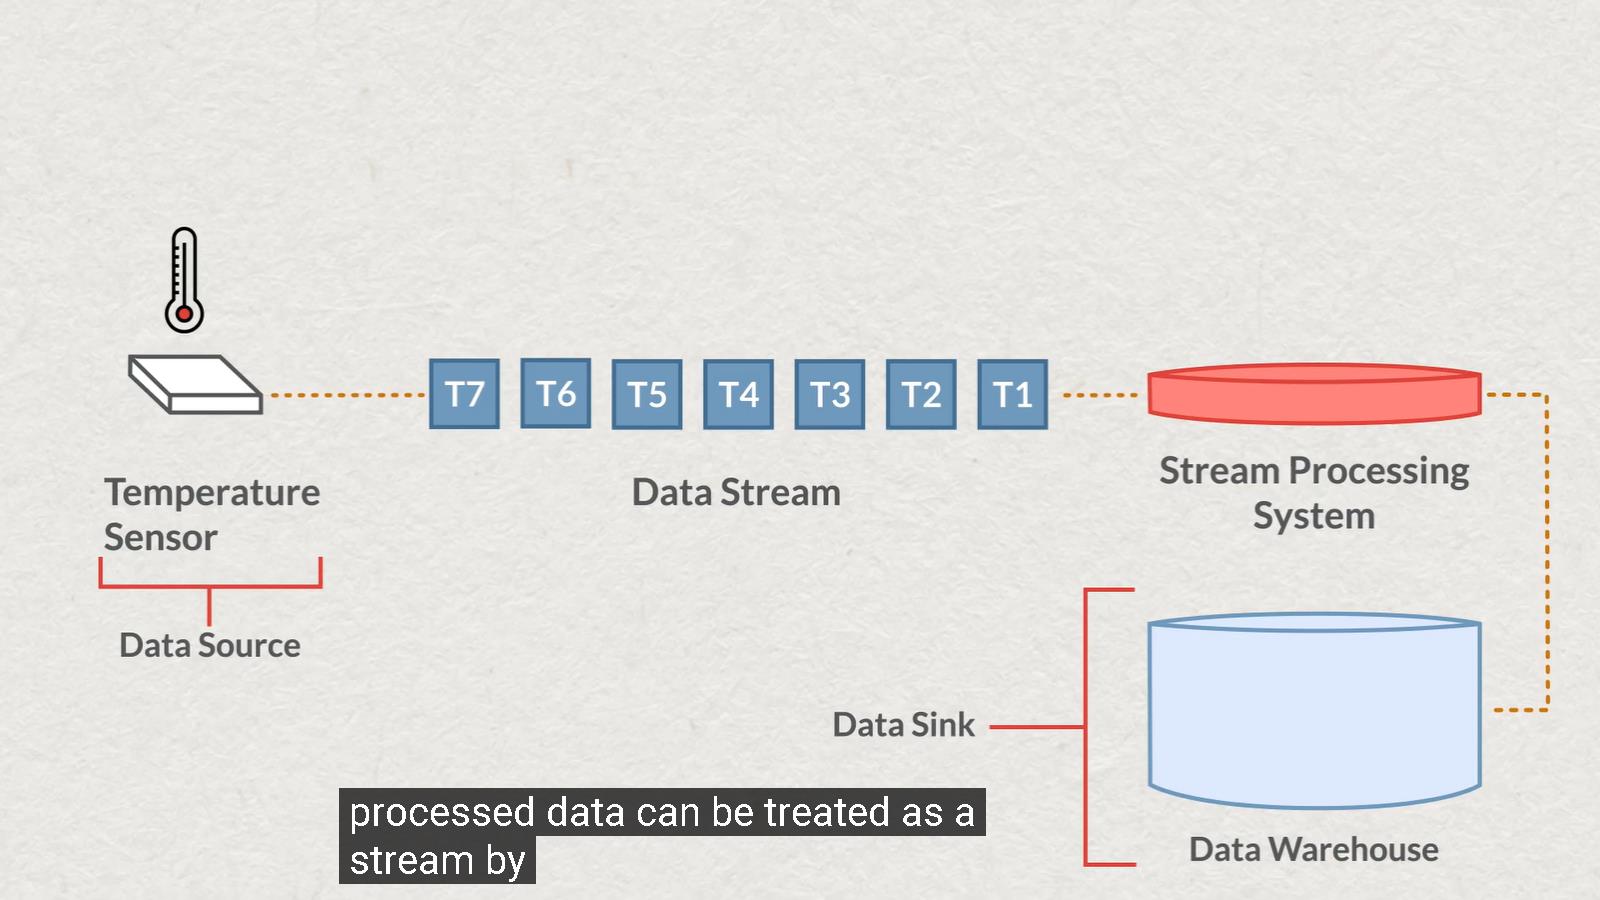 T7 T6 T5 T4 T3 T2 T1
Temperature
Sensor
Data Stream
Stream Processing
System
Data Source
Data Sink
Data Warehouse
processed data can be treated as a
stream by